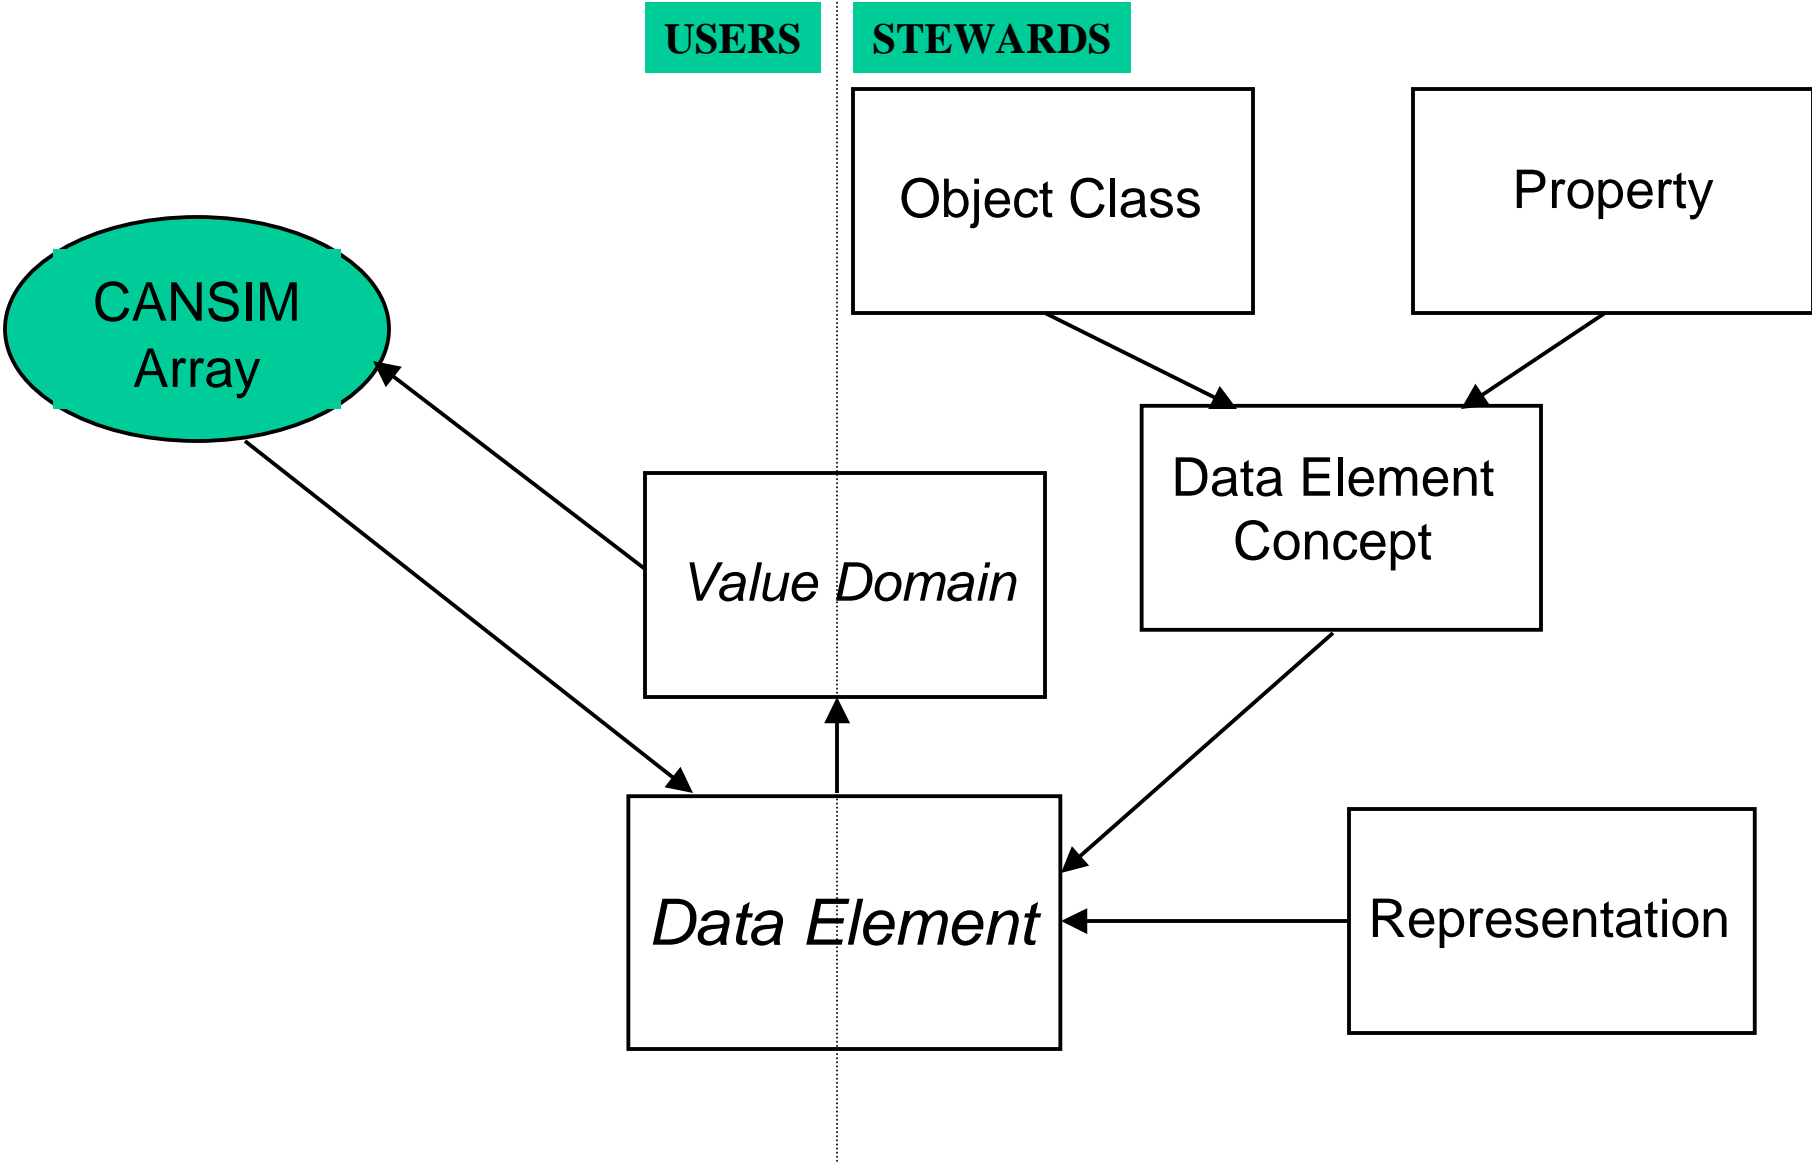 USERS
STEWARDS
Object Class
Property
CANSIM
Array
Data Element
Concept
Value Domain
Data Element
Representation